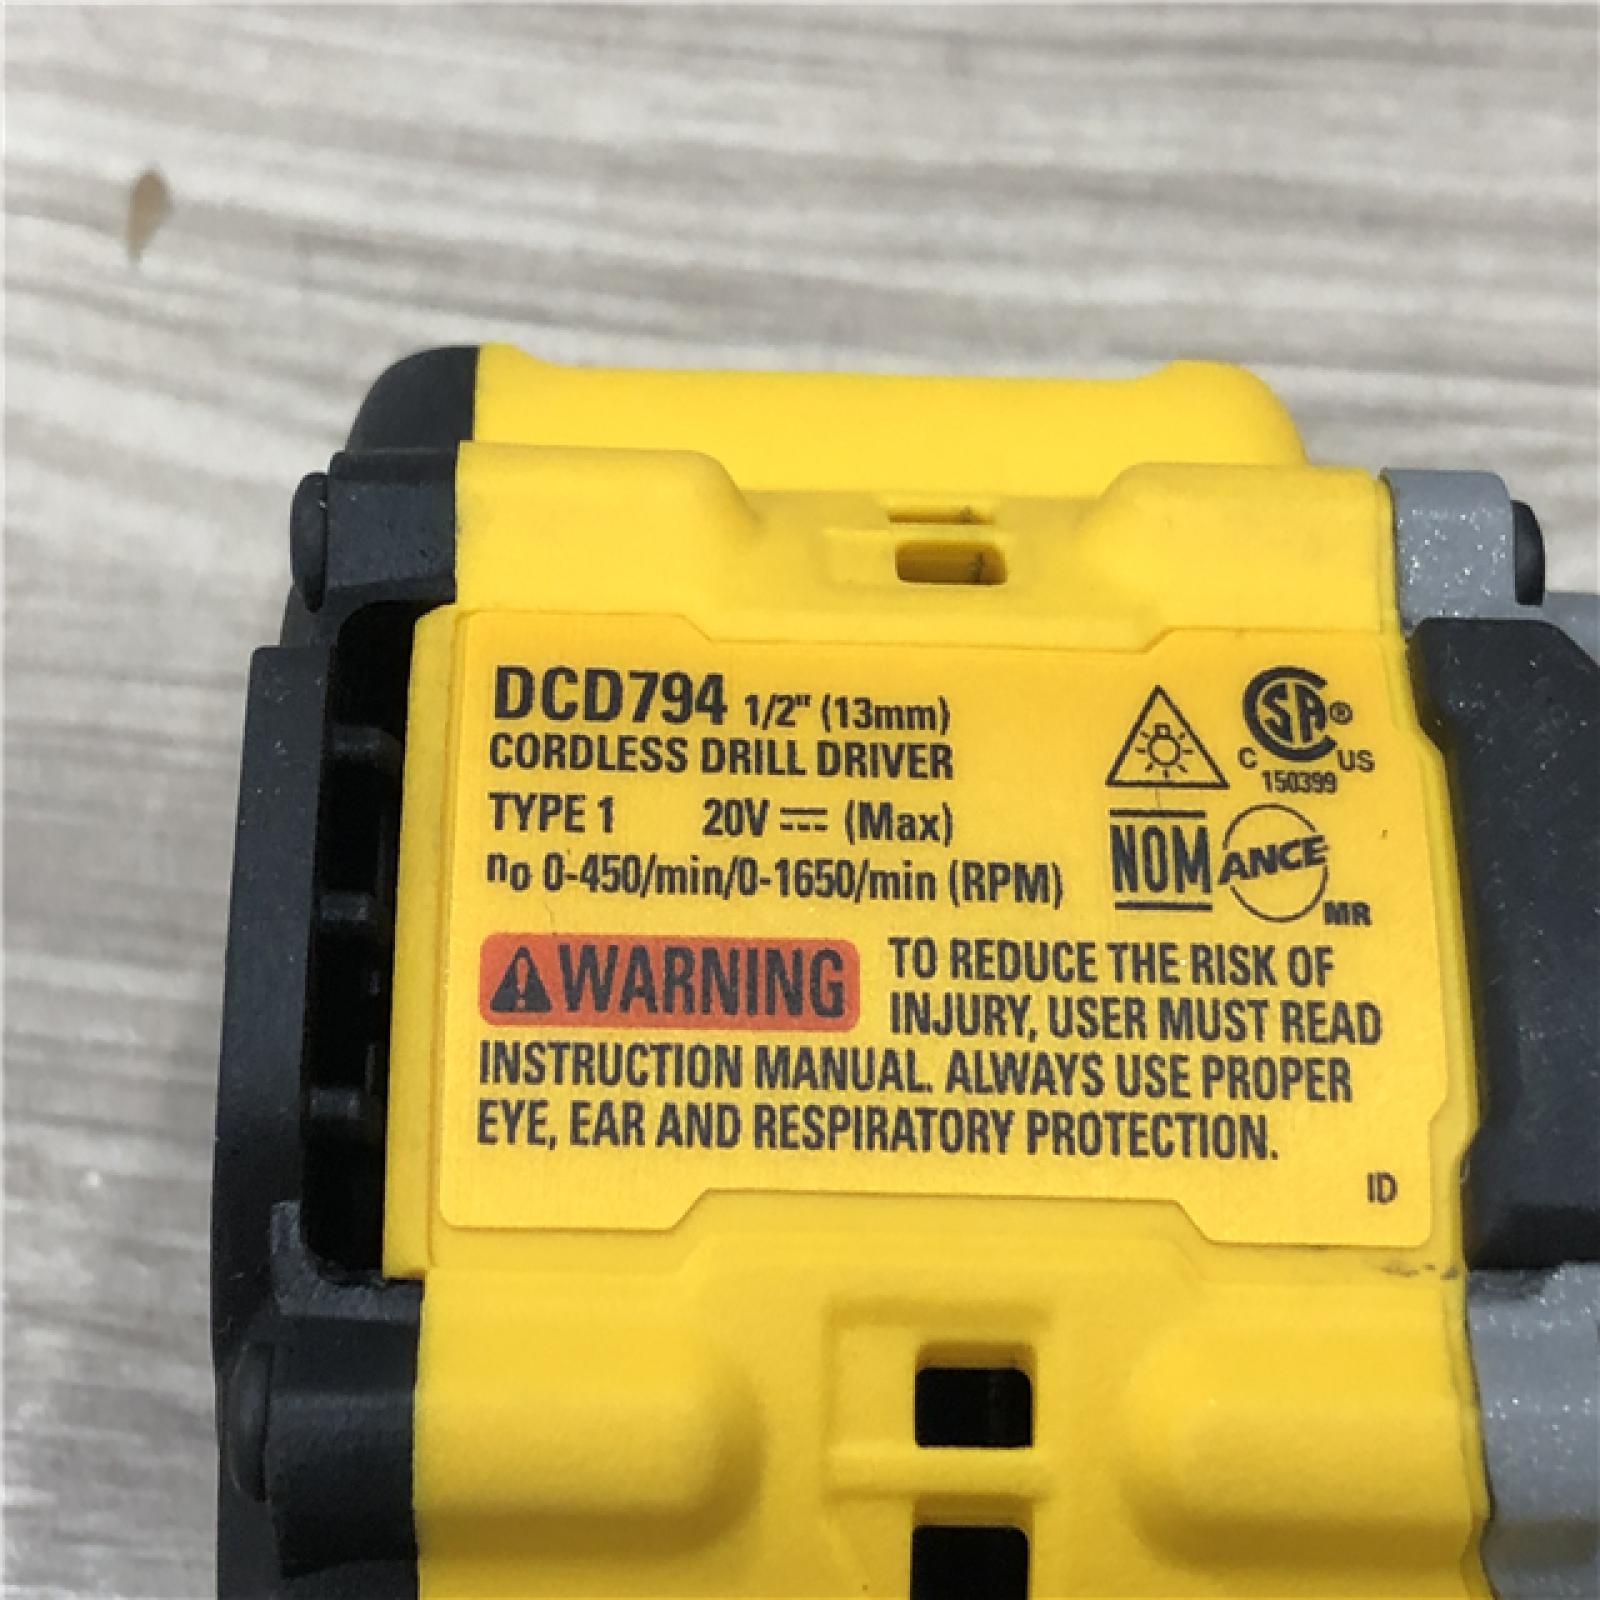 DCD794 1/2" (13mm)
CORDLESS DRILL DRIVER
TYPE 1 20V ⎓ (Max)
n₀ 0-450/min/0-1650/min (RPM)
CSA®
C US
150399
NOM ANCE
MR
WARNING TO REDUCE THE RISK OF
INJURY, USER MUST READ
INSTRUCTION MANUAL. ALWAYS USE PROPER
EYE, EAR AND RESPIRATORY PROTECTION.
ID